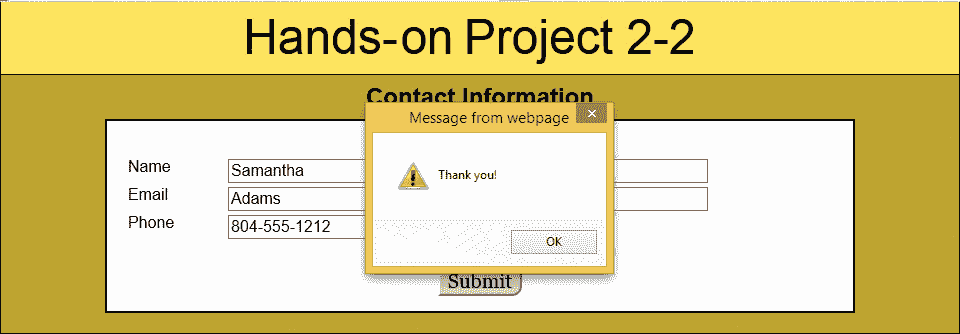 Hands-on Project 2-2
Contact Information
Message from webpage
Name
Samantha
Email
Adams
Phone
804-555-1212
Thank you!
OK
Submit